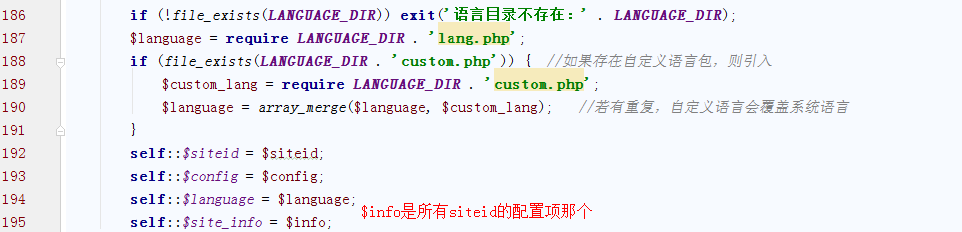 186 if (!file_exists(LANGUAGE_DIR)) exit('语言目录不存在：' . LANGUAGE_DIR);
187 $language = require LANGUAGE_DIR . 'lang.php';
188 if (file_exists(LANGUAGE_DIR . 'custom.php')) { //如果存在自定义语言包，则引入
189 $custom_lang = require LANGUAGE_DIR . 'custom.php';
190 $language = array_merge($language, $custom_lang); //若有重复，自定义语言会覆盖系统语言
191 }
192 self::$siteid = $siteid;
193 self::$config = $config;
194 self::$language = $language;
$info是所有siteid的配置项那个
195 self::$site_info = $info;